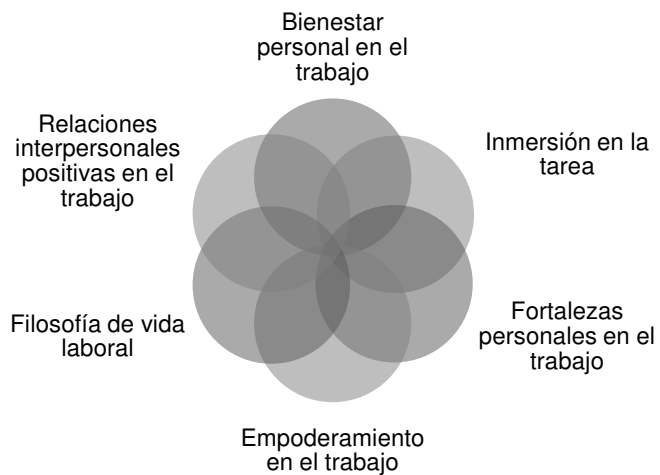 Bienestar
personal en el
trabajo
Relaciones
interpersonales
positivas en el
trabajo
Inmersión en la
tarea
Filosofía de vida
laboral
Fortalezas
personales en el
trabajo
Empoderamiento
en el trabajo